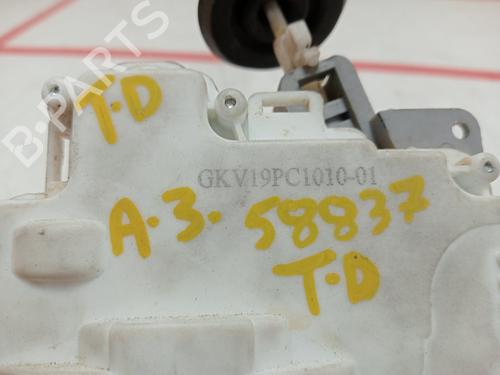 B-PARTS
T.D
GKV19PC1010-01
A.3. 58837
T.D